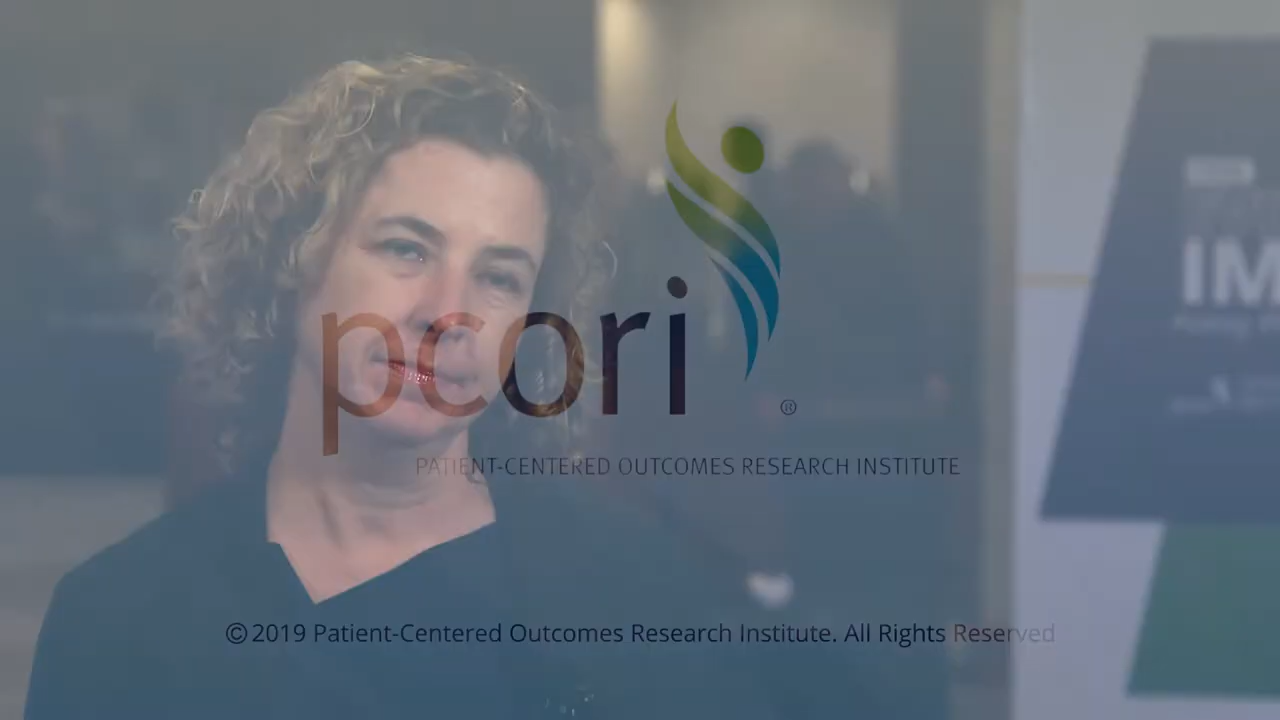 pcori
®
PATIENT-CENTERED OUTCOMES RESEARCH INSTITUTE
IM
©2019 Patient-Centered Outcomes Research Institute. All Rights Reserved